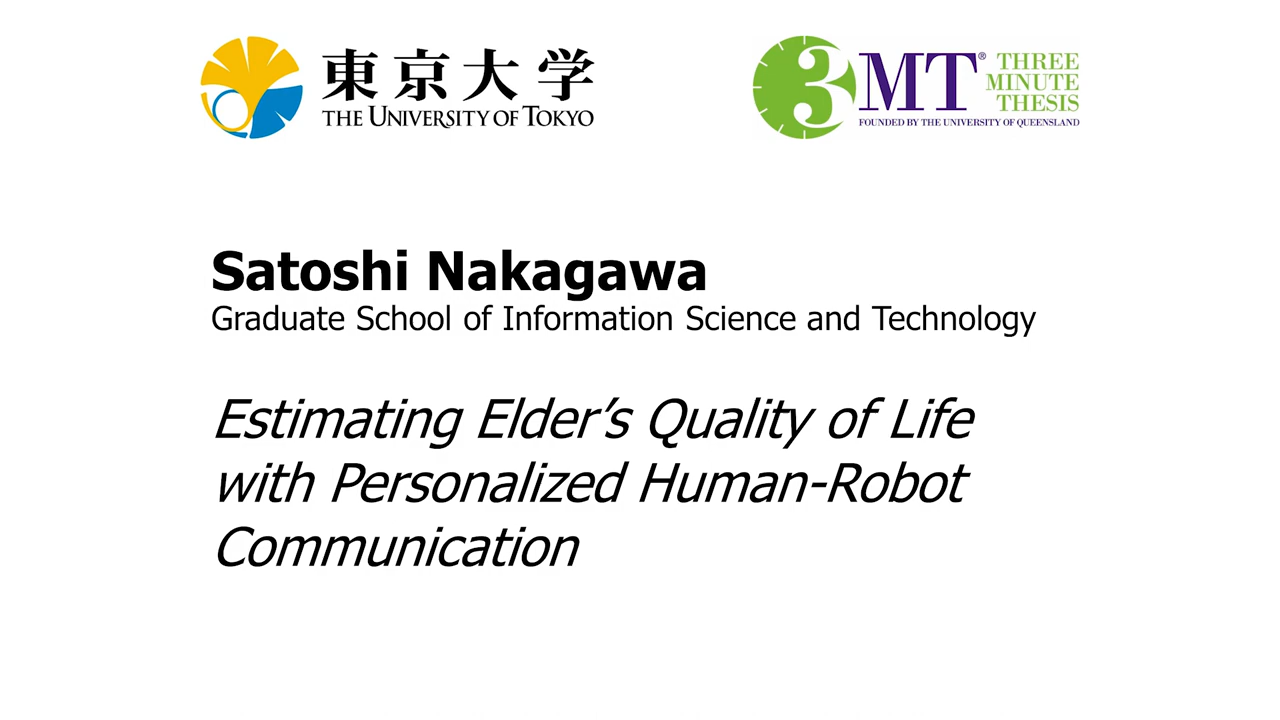 東京大学
THE UNIVERSITY OF TOKYO
3MT® THREE MINUTE THESIS
FOUNDED BY THE UNIVERSITY OF QUEENSLAND
Satoshi Nakagawa
Graduate School of Information Science and Technology
Estimating Elder’s Quality of Life
with Personalized Human-Robot
Communication